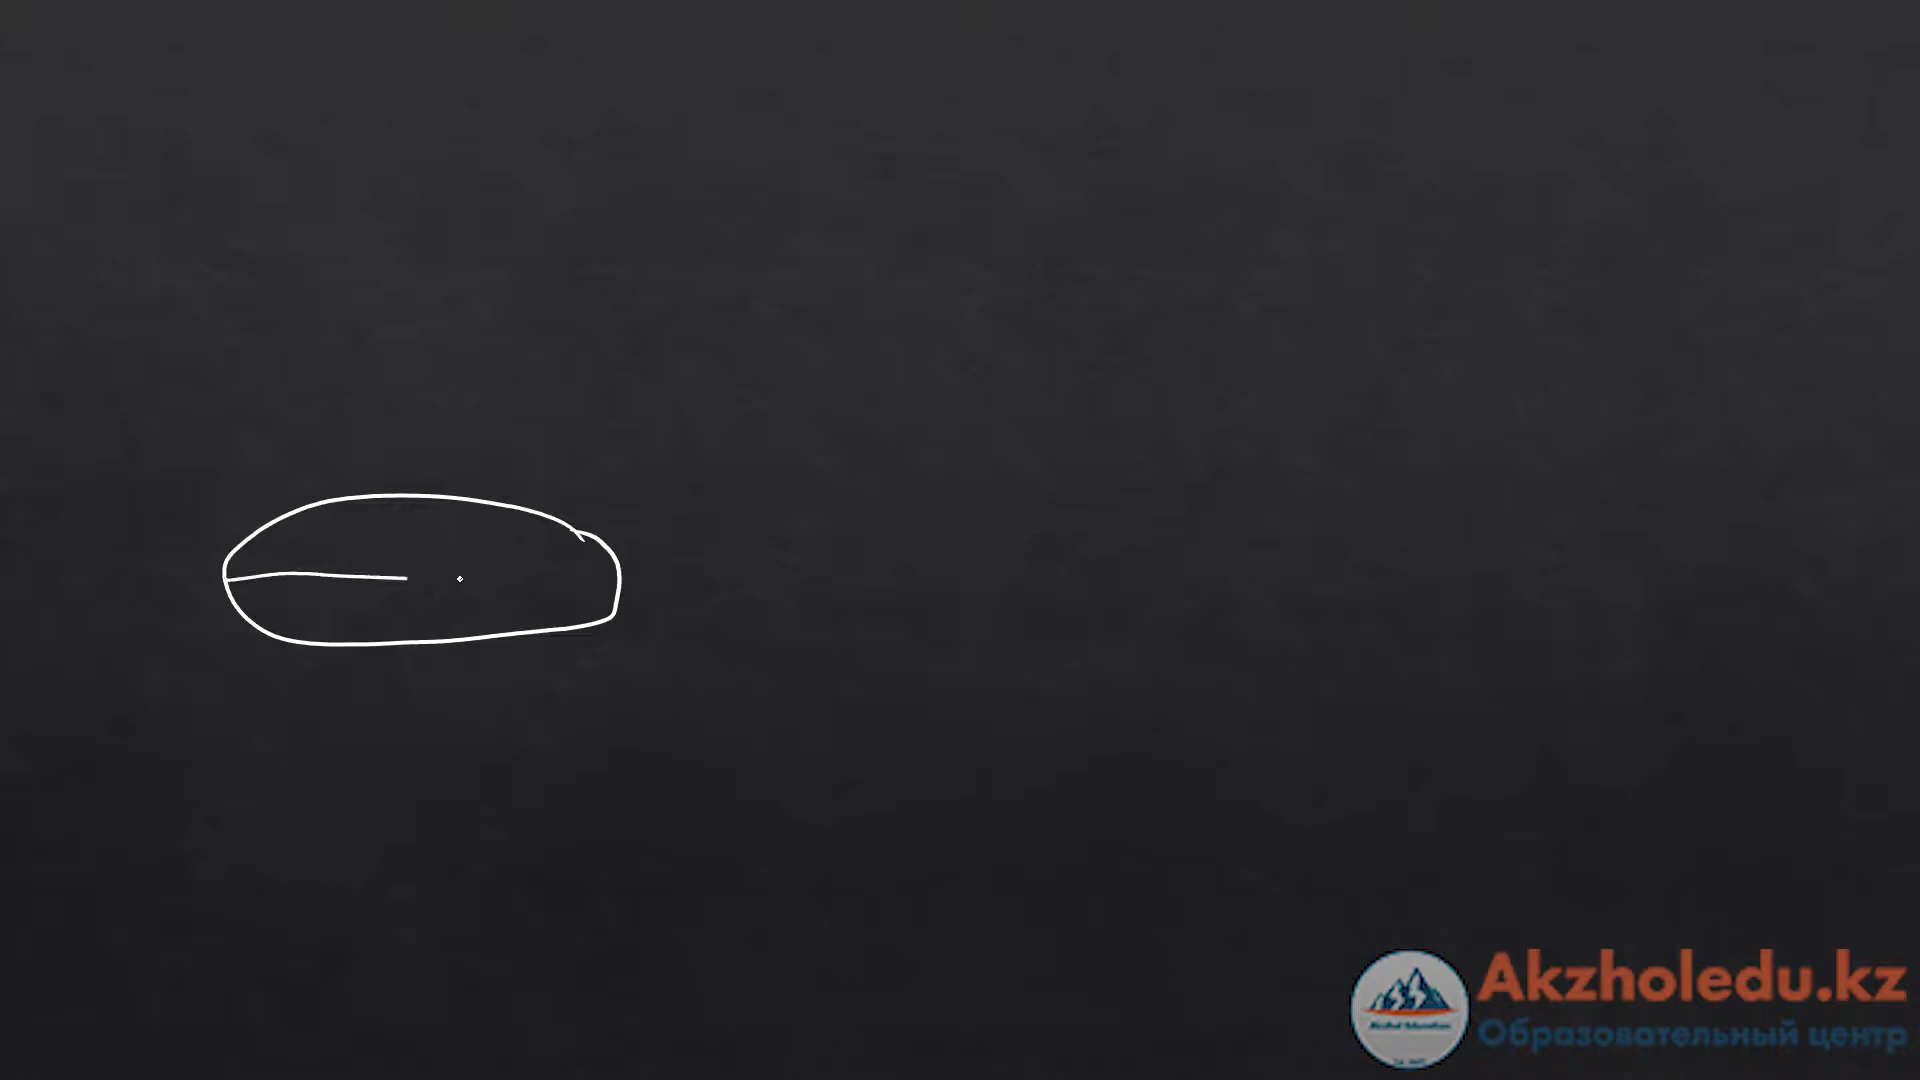 Akzholedu.kz
Образовательный центр